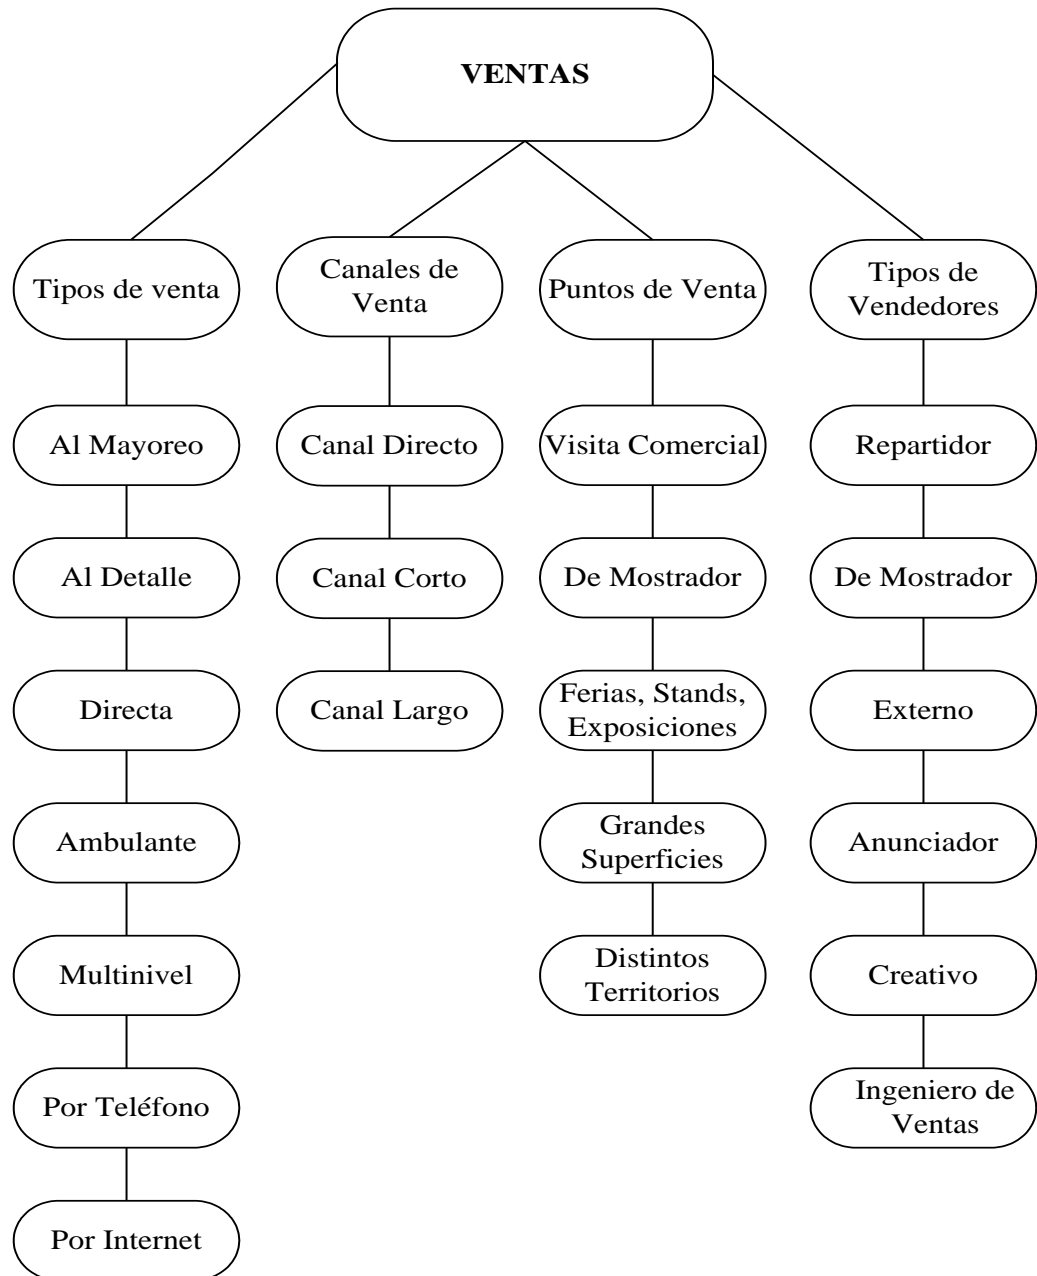 VENTAS
Tipos de venta
Canales de
Venta
Puntos de Venta
Tipos de
Vendedores
Al Mayoreo
Canal Directo
Visita Comercial
Repartidor
Al Detalle
Canal Corto
De Mostrador
De Mostrador
Directa
Canal Largo
Ferias, Stands,
Exposiciones
Externo
Ambulante
Grandes
Superficies
Anunciador
Multinivel
Distintos
Territorios
Creativo
Por Teléfono
Ingeniero de
Ventas
Por Internet